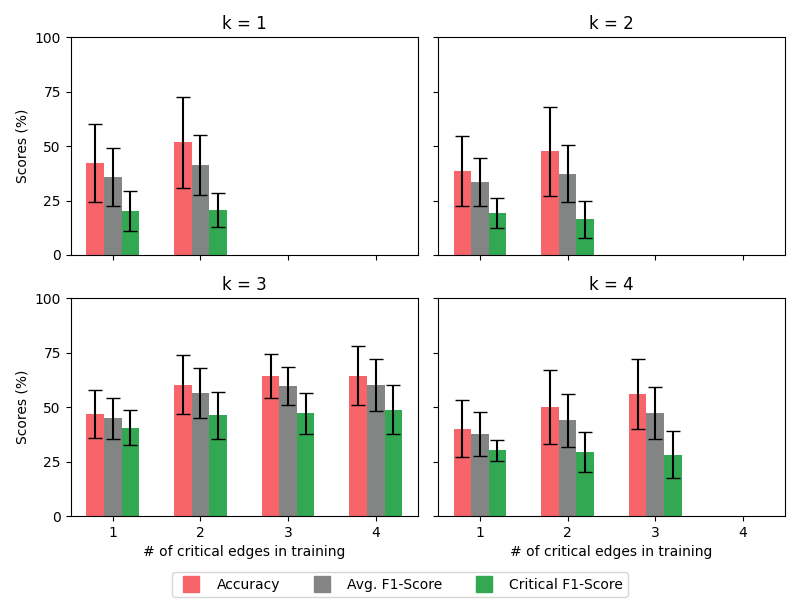 k = 1
k = 2
100
75
50
25
0
Scores (%)
k = 3
k = 4
100
75
50
25
0
Scores (%)
1 2 3 4
1 2 3 4
# of critical edges in training
# of critical edges in training
Accuracy Avg. F1-Score Critical F1-Score